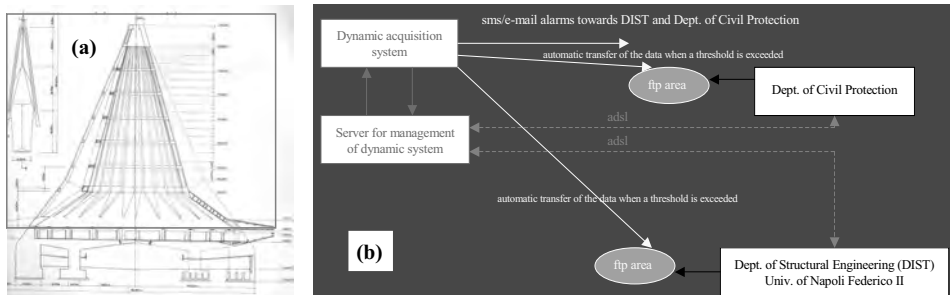 (a)
sms/e-mail alarms towards DIST and Dept. of Civil Protection
Dynamic acquisition
system
automatic transfer of the data when a threshold is exceeded
ftp area
Dept. of Civil Protection
adsl
Server for management
of dynamic system
adsl
automatic transfer of the data when a threshold is exceeded
(b)
ftp area
Dept. of Structural Engineering (DIST)
Univ. of Napoli Federico II